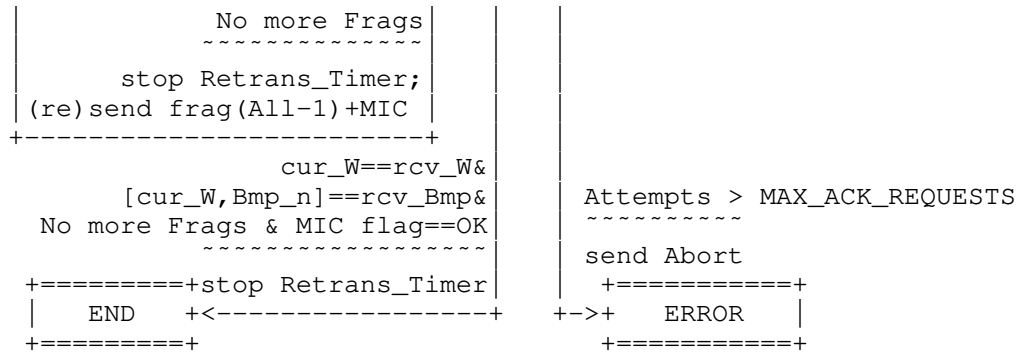 | No more Frags| | |
| ~~~~~~~~~~~~~~| | |
| stop Retrans_Timer;| | |
|(re)send frag(All-1)+MIC | | |
+-------------------------+ | |
cur_W==rcv_W&| |
[cur_W,Bmp_n]==rcv_Bmp&| | Attempts > MAX_ACK_REQUESTS
No more Frags & MIC flag==OK| | ~~~~~~~~~~
~~~~~~~~~~~~~~~~~~| | send Abort
+=========+stop Retrans_Timer| | +===========+
| END +<-----------------+ +->+ ERROR |
+=========+ +===========+